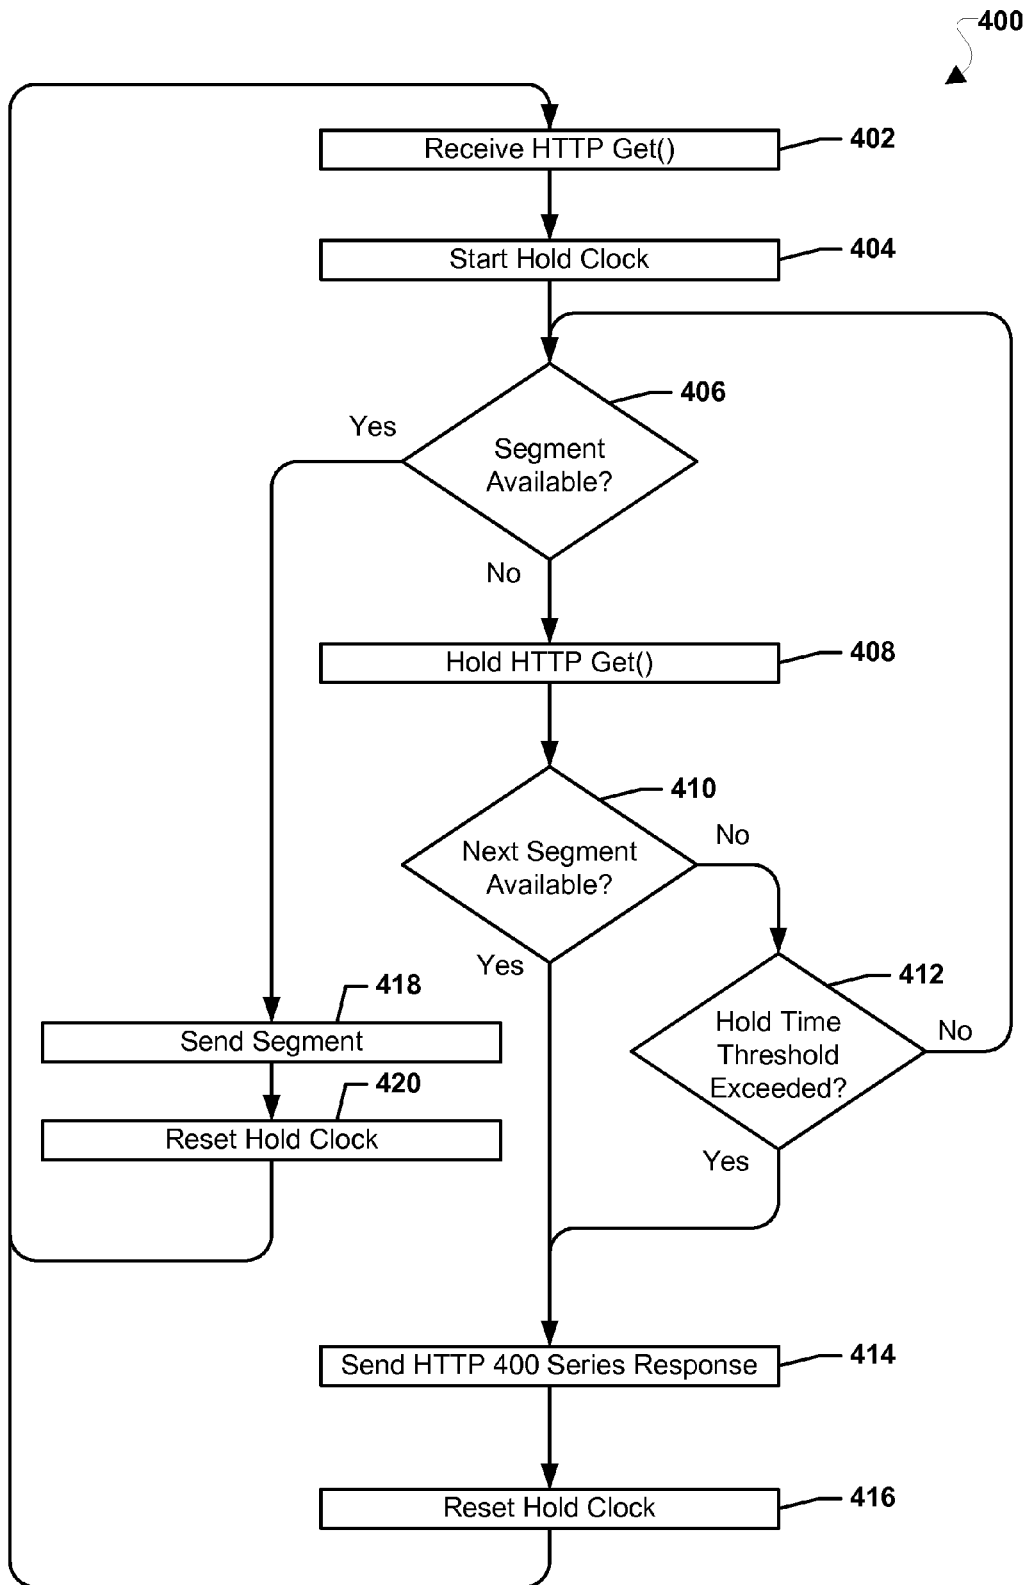 400
Receive HTTP Get()
402
Start Hold Clock
404
406
Yes
Segment
Available?
No
Hold HTTP Get()
408
410
No
Next Segment
Available?
Yes
412
418
Hold Time
Threshold
Exceeded?
No
Send Segment
420
Reset Hold Clock
Yes
Send HTTP 400 Series Response
414
Reset Hold Clock
416